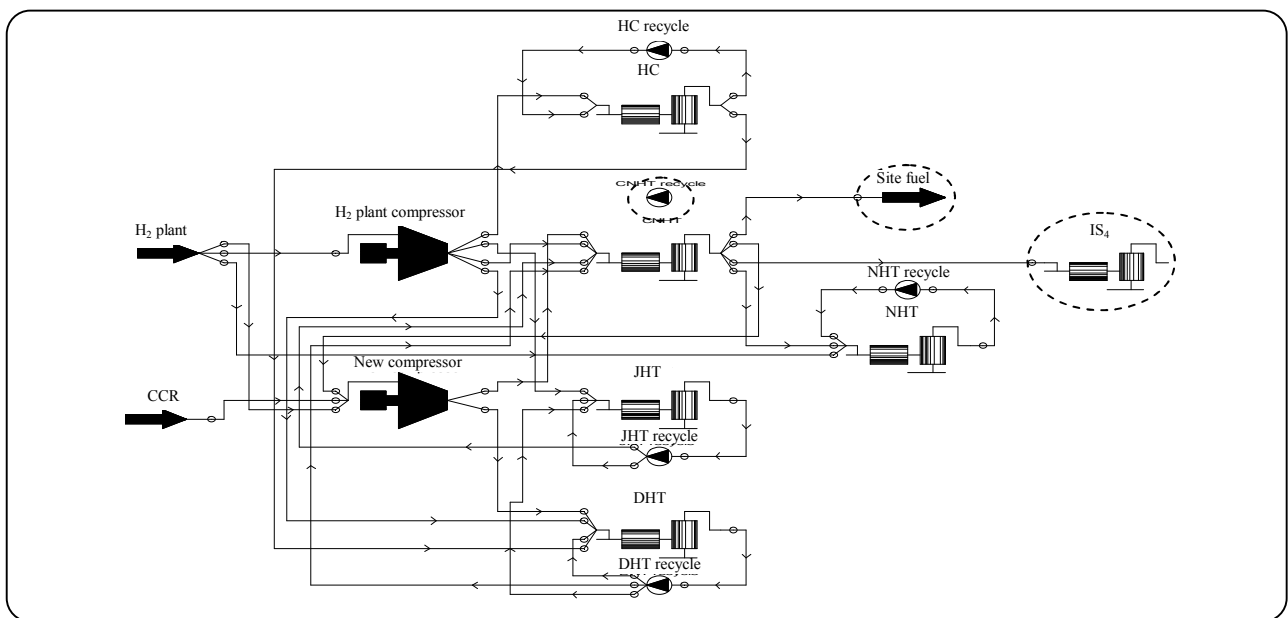 HC recycle
HC
CNHT recycle
CNHT
Site fuel
H₂ plant compressor
H₂ plant
IS₄
NHT recycle
NHT
New compressor
JHT
CCR
JHT recycle
DHT
DHT recycle